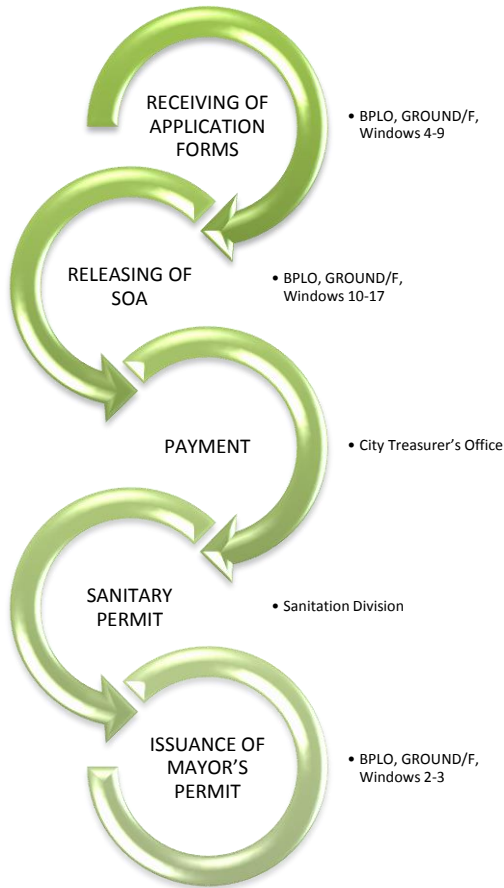 RECEIVING OF
APPLICATION
FORMS
• BPLO, GROUND/F,
Windows 4-9
RELEASING OF
SOA
• BPLO, GROUND/F,
Windows 10-17
PAYMENT
• City Treasurer’s Office
SANITARY
PERMIT
• Sanitation Division
ISSUANCE OF
MAYOR’S
PERMIT
• BPLO, GROUND/F,
Windows 2-3